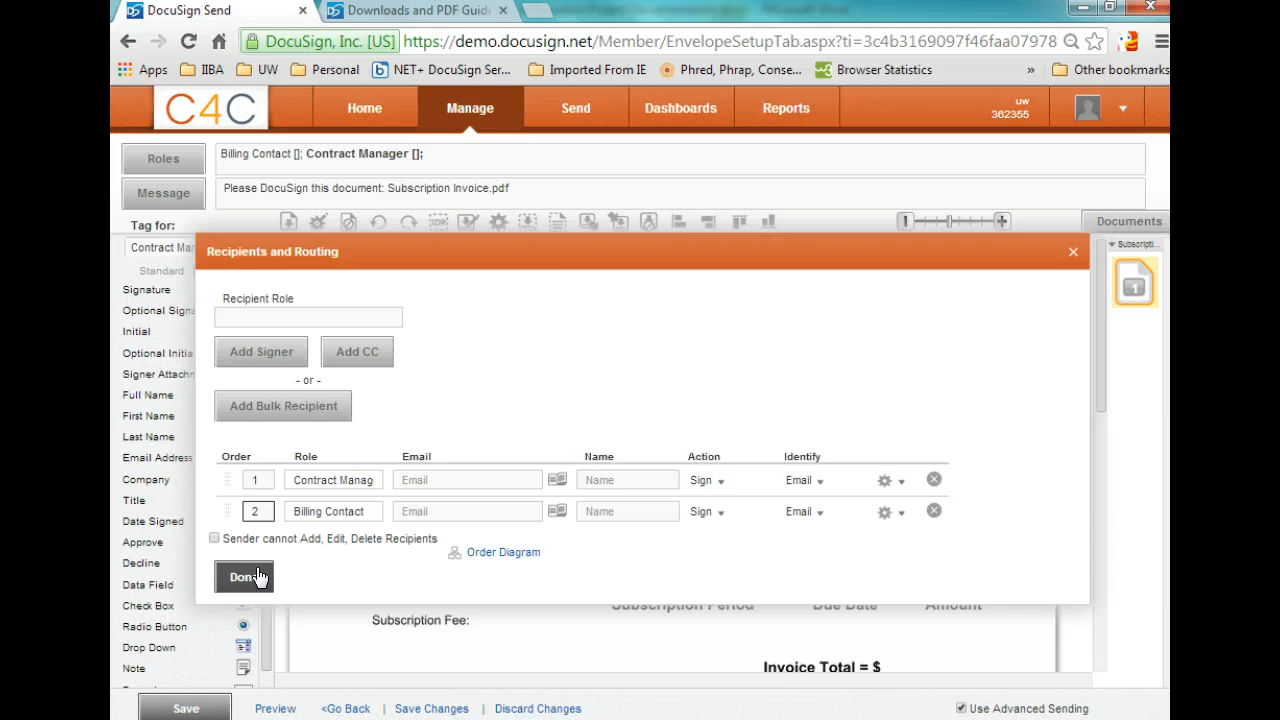 DocuSign Send
Downloads and PDF Guide
DocuSign, Inc. [US] https://demo.docusign.net/Member/EnvelopeSetupTab.aspx?ti=3c4b3169097f46faa07978
Apps IIBA UW Personal NET+ DocuSign Ser... Imported From IE Phred, Phrap, Conse... Browser Statistics » Other bookmarks
C4C Home Manage Send Dashboards Reports
UW
362355
Roles Billing Contact []; Contract Manager [];
Message Please DocuSign this document: Subscription Invoice.pdf
Tag for:
Documents
Contract Ma
Subscripti...
1
Standard
Signature
Optional Signa
Initial
Optional Initia
Signer Attachm
Full Name
First Name
Last Name
Email Address
Company
Title
Date Signed
Approve
Decline
Data Field
Check Box
Radio Button
Drop Down
Note
Recipients and Routing ×
Recipient Role
Add Signer Add CC
- or -
Add Bulk Recipient
Order Role Email Name Action Identify
1 Contract Manag Email Name Sign Email
2 Billing Contact Email Name Sign Email
Sender cannot Add, Edit, Delete Recipients
Order Diagram
Don
Subscription Period Due Date Amount
Subscription Fee:
Invoice Total = $
Save Preview <Go Back | Save Changes | Discard Changes Use Advanced Sending